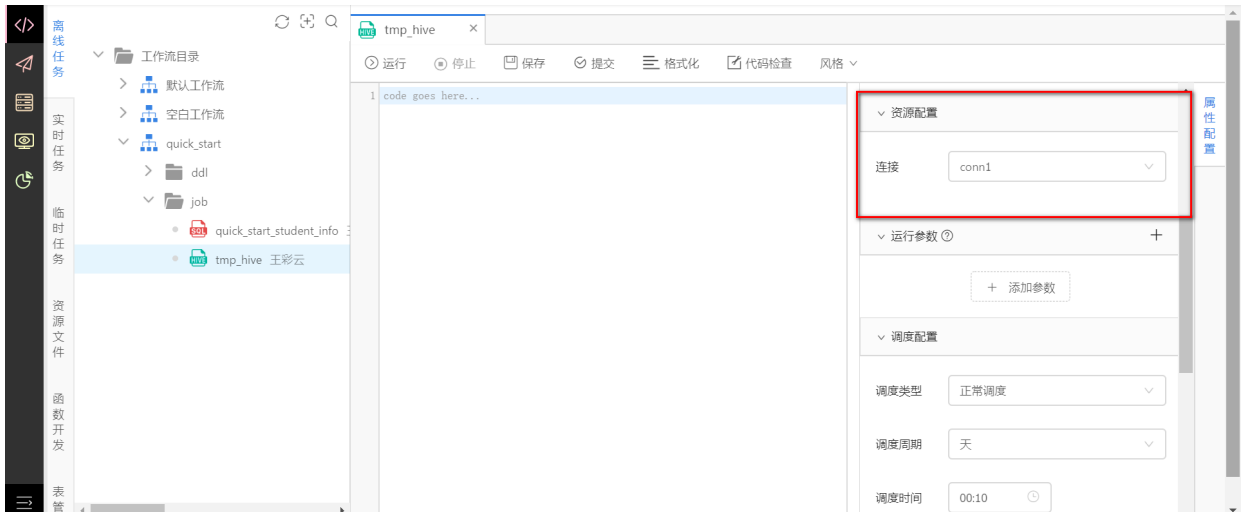 </>
离线任务
实时任务
临时任务
资源文件
函数开发
表管
工作流目录
默认工作流
空白工作流
quick_start
ddl
job
SQL quick_start_student_info
HIVE tmp_hive 王彩云
HIVE tmp_hive ×
运行 停止 保存 提交 格式化 代码检查 风格
1 code goes here...
资源配置
连接 conn1
运行参数 ? +
+ 添加参数
调度配置
调度类型 正常调度
调度周期 天
调度时间 00:10
属性配置